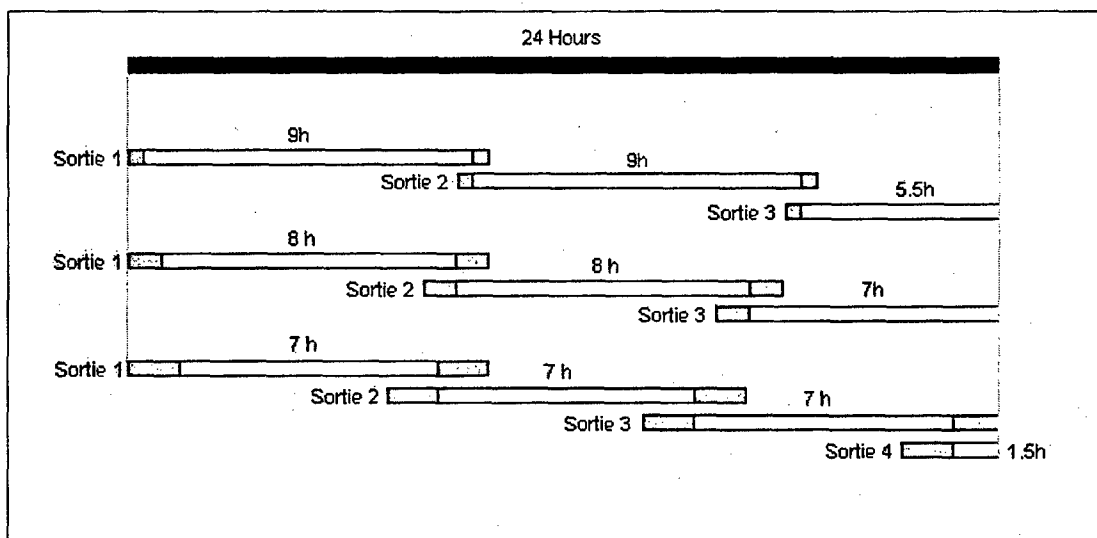 24 Hours
9h
Sortie 1
9h
Sortie 2
5.5h
Sortie 3
8 h
Sortie 1
8 h
Sortie 2
7h
Sortie 3
7 h
Sortie 1
7 h
Sortie 2
7 h
Sortie 3
Sortie 4 1.5h